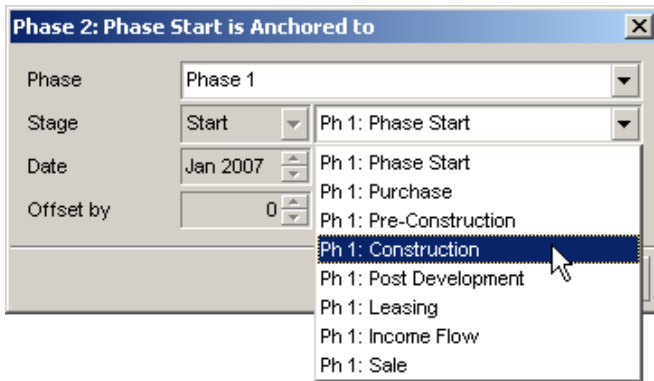 Phase 2: Phase Start is Anchored to
Phase Phase 1
Stage Start Ph 1: Phase Start
Date Jan 2007
Offset by 0
Ph 1: Phase Start
Ph 1: Purchase
Ph 1: Pre-Construction
Ph 1: Construction
Ph 1: Post Development
Ph 1: Leasing
Ph 1: Income Flow
Ph 1: Sale